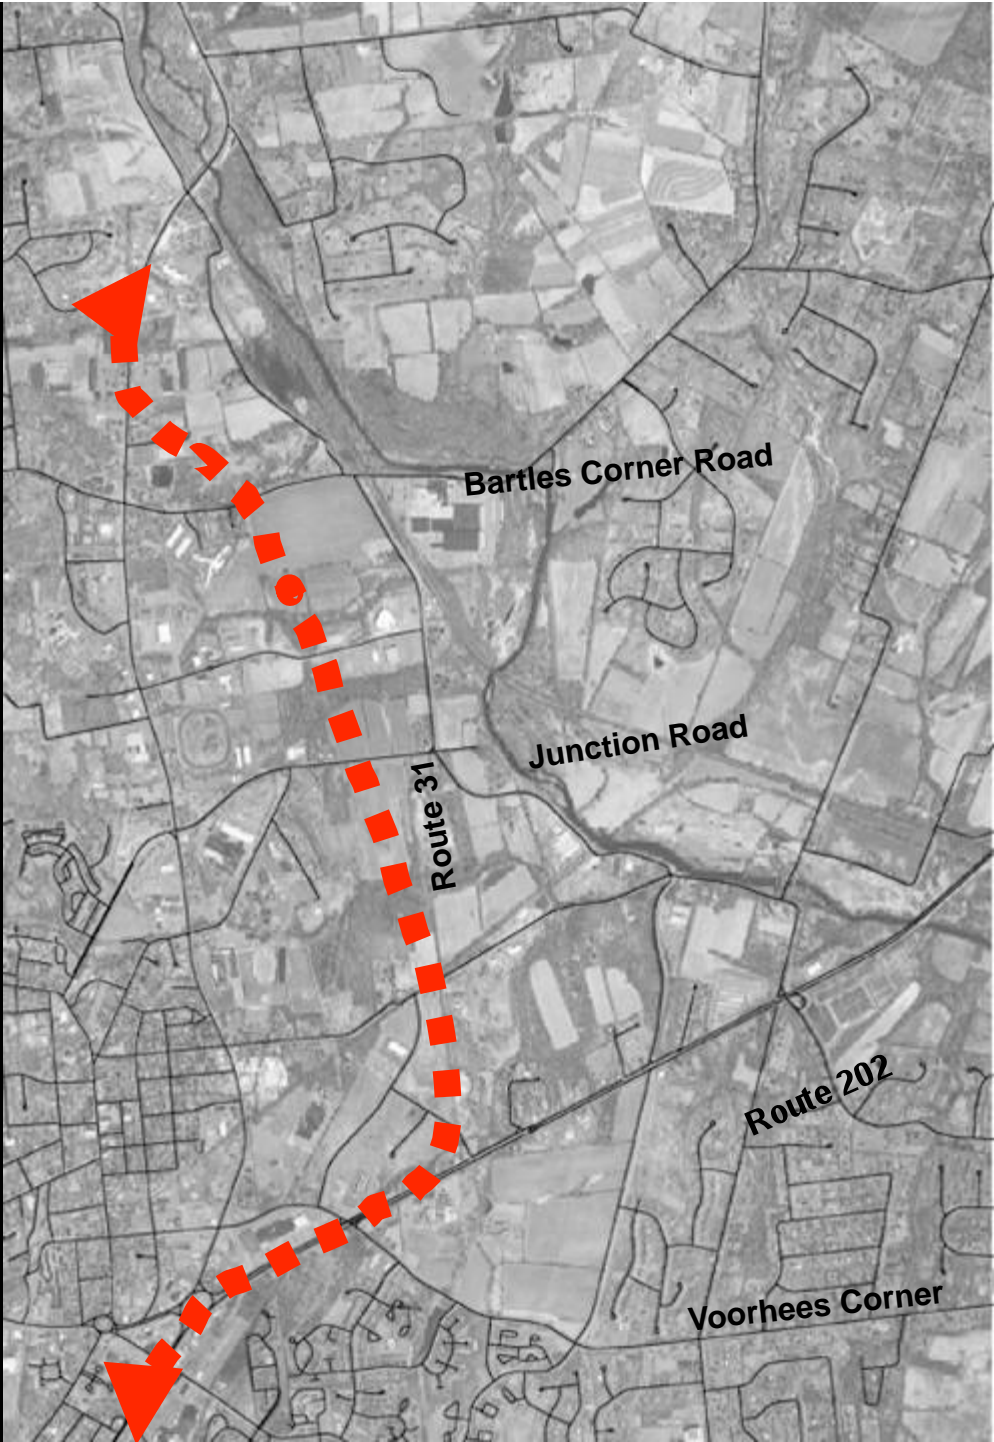 Bartles Corner Road
Junction Road
Route 31
Route 202
Voorhees Corner